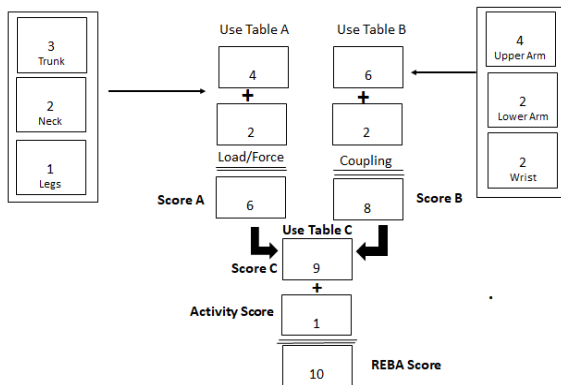 Use Table A
Use Table B
3
Trunk
2
Neck
1
Legs
4
6
4
Upper Arm
2
Lower Arm
2
Wrist
+
+
2
2
Load/Force
Coupling
Score A
6
8
Score B
Use Table C
Score C
9
+
Activity Score
1
10
REBA Score